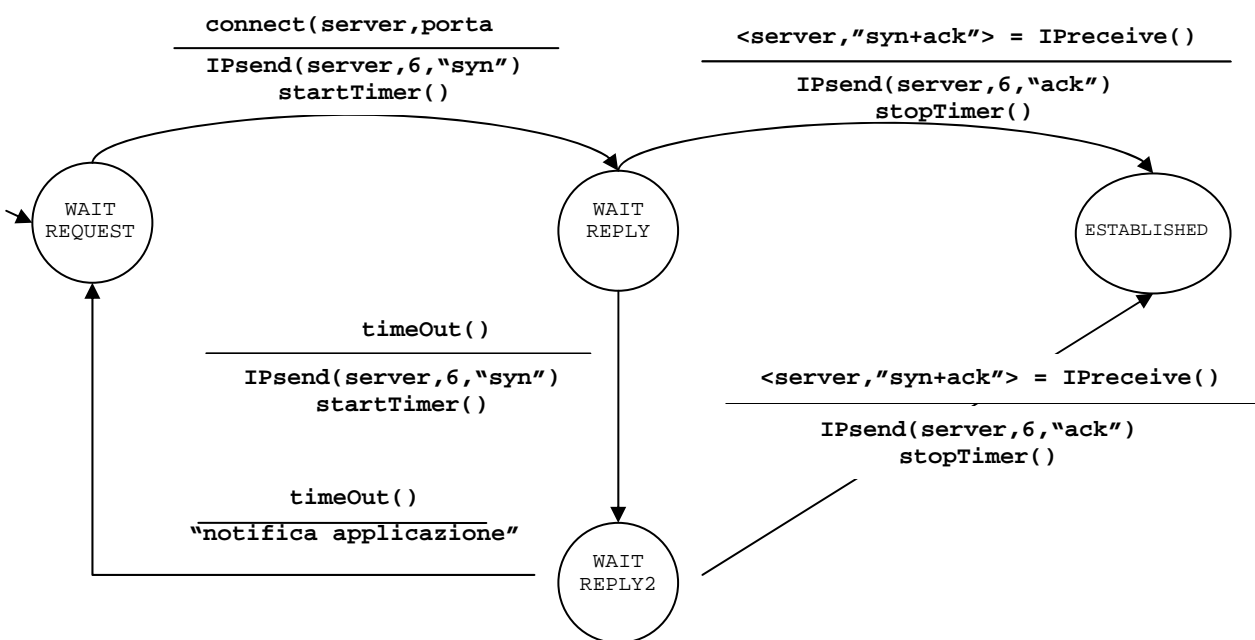 connect(server,porta
IPsend(server,6,“syn”)
startTimer()
<server,”syn+ack”> = IPreceive()
IPsend(server,6,“ack”)
stopTimer()
WAIT
REQUEST
WAIT
REPLY
ESTABLISHED
timeOut()
IPsend(server,6,“syn”)
startTimer()
<server,”syn+ack”> = IPreceive()
IPsend(server,6,“ack”)
stopTimer()
timeOut()
“notifica applicazione”
WAIT
REPLY2